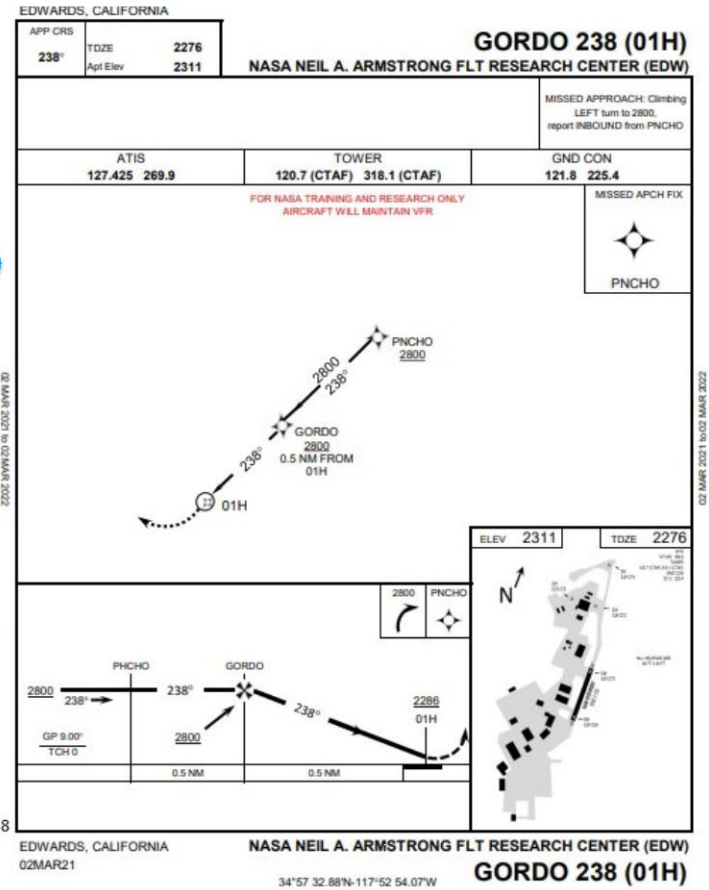 EDWARDS, CALIFORNIA
APP CRS
238°
TDZE 2276
Apt Elev 2311
GORDO 238 (01H)
NASA NEIL A. ARMSTRONG FLT RESEARCH CENTER (EDW)
MISSED APPROACH: Climbing
LEFT turn to 2800,
report INBOUND from PNCHO
ATIS
127.425 269.9
TOWER
120.7 (CTAF) 318.1 (CTAF)
GND CON
121.8 225.4
FOR NASA TRAINING AND RESEARCH ONLY
AIRCRAFT WILL MAINTAIN VFR
MISSED APCH FIX
PNCHO
PNCHO
2800
2800
238°
GORDO
2800
0.5 NM FROM
01H
238°
01H
02 MAR 2021 to 02 MAR 2022
02 MAR 2021 to 02 MAR 2022
ELEV 2311
TDZE 2276
N
2800
PNCHO
PHCHO
GORDO
2800
238°
238°
238°
2286
01H
2800
GP 9.00°
TCH 0
0.5 NM
0.5 NM
8
EDWARDS, CALIFORNIA
02MAR21
NASA NEIL A. ARMSTRONG FLT RESEARCH CENTER (EDW)
34°57 32.88'N-117°52 54.07'W
GORDO 238 (01H)